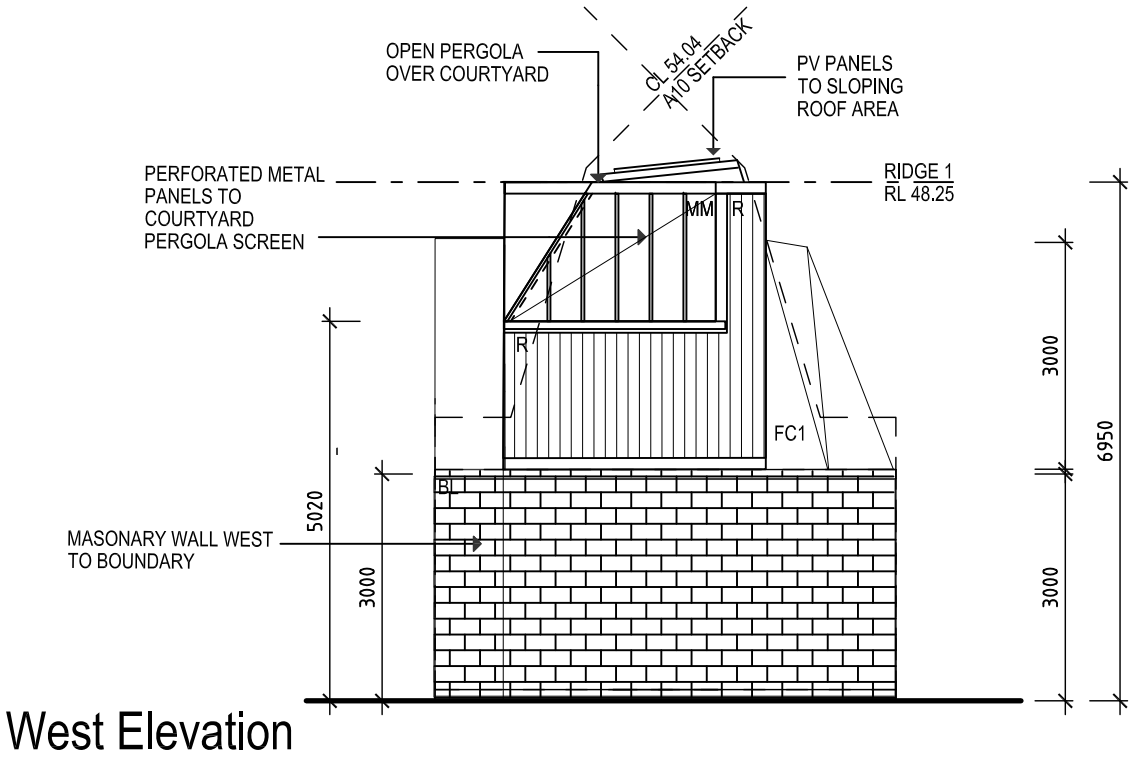 OPEN PERGOLA
OVER COURTYARD
CL 54.04
A10 SETBACK
PV PANELS
TO SLOPING
ROOF AREA
PERFORATED METAL
PANELS TO
COURTYARD
PERGOLA SCREEN
RIDGE 1
RL 48.25
MM
R
R
FC1
BL
MASONARY WALL WEST
TO BOUNDARY
5020
3000
3000
3000
6950
West Elevation